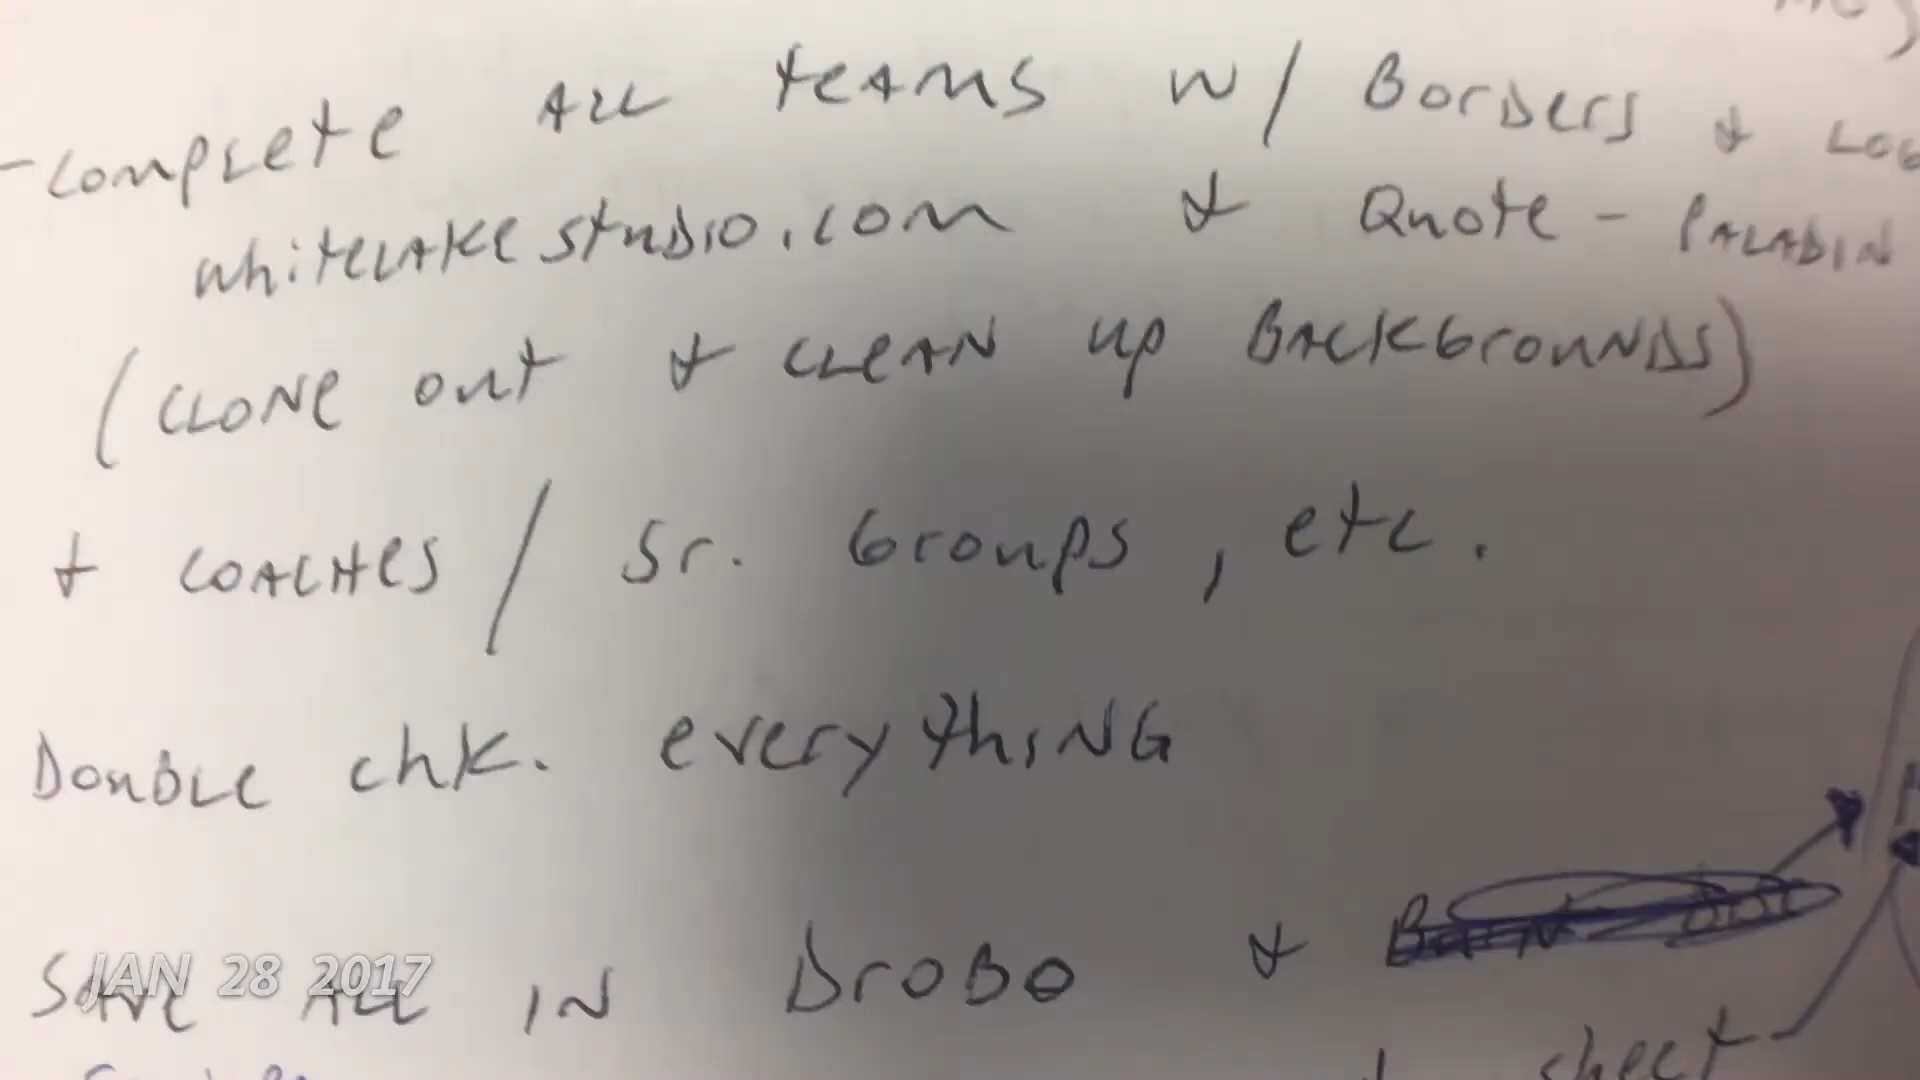 - Complete ALL teams w/ Borders &
whitelakestudio.com & Quote - PALADIN
(CLONE out & CLEAN up BACKGrouNDS)
& COACHES / Sr. Groups, etc.
Double chk. everythING
SAVE ALL IN DroBo &
JAN 28 2017
sheet